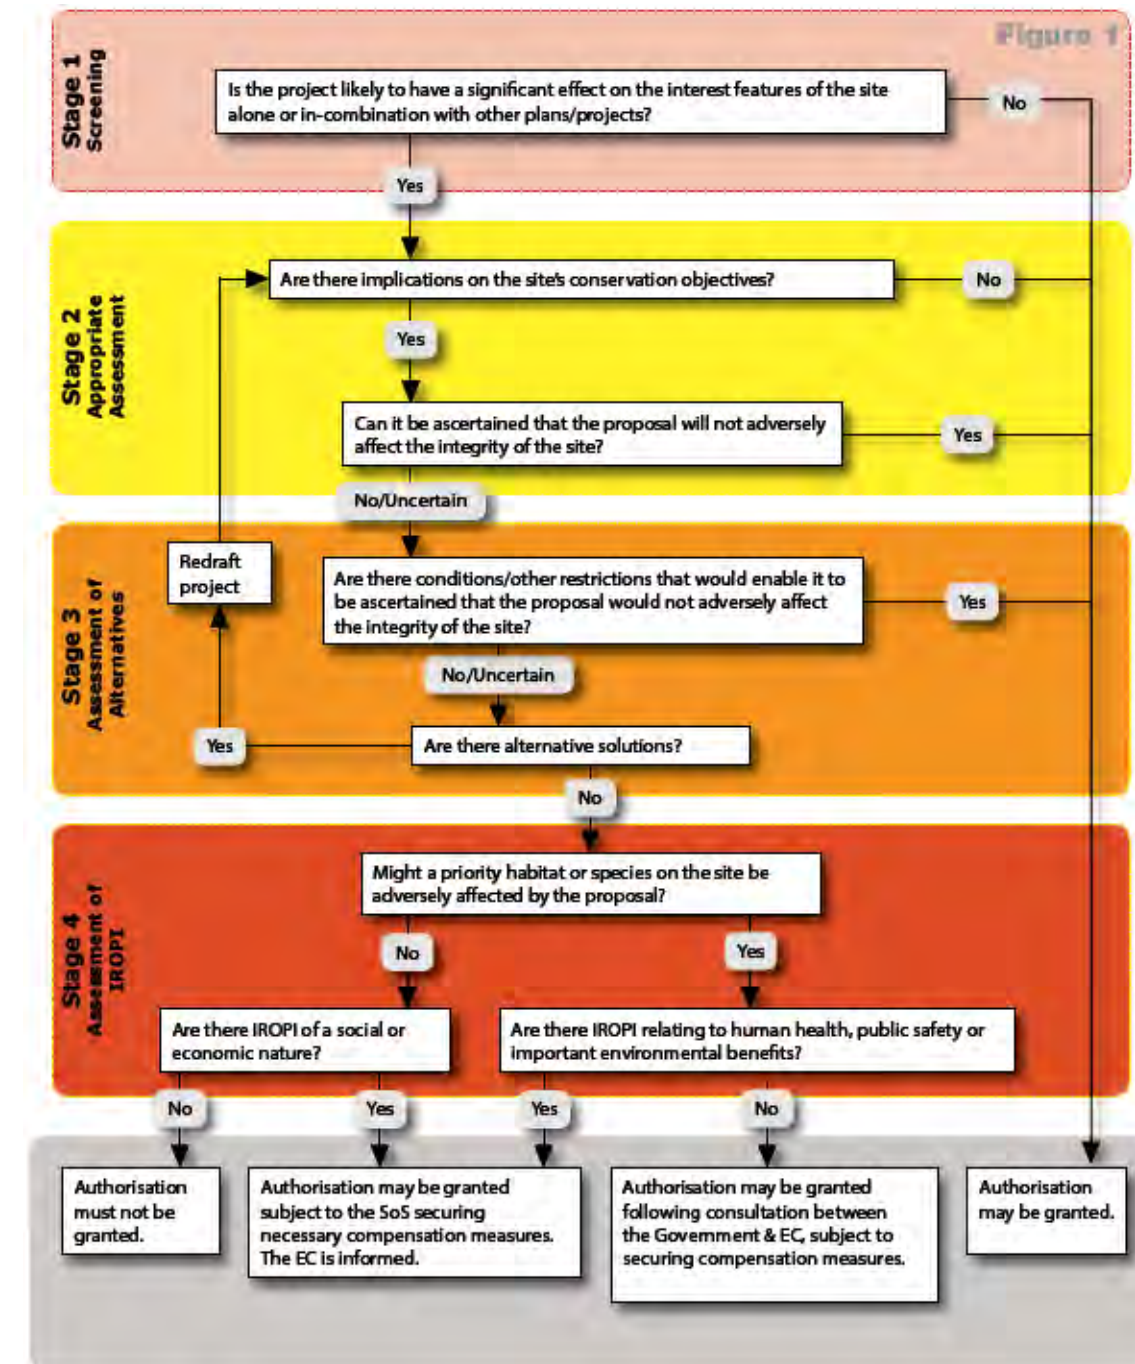 Figure 1
Stage 1
Screening
Is the project likely to have a significant effect on the interest features of the site
alone or in-combination with other plans/projects?
No
Yes
Stage 2
Appropriate
Assessment
Are there implications on the site's conservation objectives?
No
Yes
Can it be ascertained that the proposal will not adversely
affect the integrity of the site?
Yes
No/Uncertain
Stage 3
Assessment of
Alternatives
Redraft
project
Are there conditions/other restrictions that would enable it to
be ascertained that the proposal would not adversely affect
the integrity of the site?
Yes
No/Uncertain
Are there alternative solutions?
Yes
No
Stage 4
Assessment of
IROPI
Might a priority habitat or species on the site be
adversely affected by the proposal?
No
Yes
Are there IROPI of a social or
economic nature?
Are there IROPI relating to human health, public safety or
important environmental benefits?
No
Yes
Yes
No
Authorisation
must not be
granted.
Authorisation may be granted
subject to the SoS securing
necessary compensation measures.
The EC is informed.
Authorisation may be granted
following consultation between
the Government & EC, subject to
securing compensation measures.
Authorisation
may be granted.